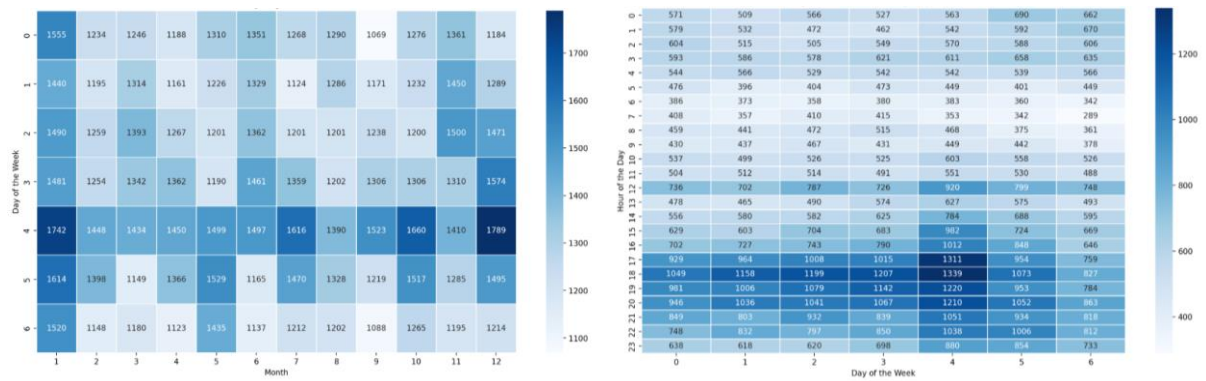 0 1555 1234 1246 1188 1310 1351 1268 1290 1069 1276 1361 1184
1 1440 1195 1314 1161 1226 1329 1124 1286 1171 1232 1450 1289
2 1490 1259 1393 1267 1201 1362 1201 1201 1238 1200 1500 1471
3 1481 1254 1342 1362 1190 1461 1359 1202 1306 1306 1310 1574
4 1742 1448 1434 1450 1499 1497 1616 1390 1523 1660 1410 1789
5 1614 1398 1149 1366 1529 1165 1470 1328 1219 1517 1285 1495
6 1520 1148 1180 1123 1435 1137 1212 1202 1088 1265 1195 1214
1 2 3 4 5 6 7 8 9 10 11 12
Month
Day of the Week
1700
1600
1500
1400
1300
1200
1100
0 571 509 566 527 563 690 662
1 579 532 472 462 542 592 670
2 604 515 505 549 570 588 606
3 593 586 578 621 611 658 635
4 544 566 529 542 542 539 566
5 476 396 404 473 449 401 449
6 386 373 358 380 383 360 342
7 408 357 410 415 353 342 289
8 459 441 472 515 468 375 361
9 430 437 467 431 449 442 378
10 537 499 526 525 603 558 526
11 504 512 514 491 551 530 488
12 736 702 787 726 920 799 748
13 478 465 490 574 627 575 493
14 556 580 582 625 784 688 595
15 629 603 704 683 982 724 669
16 702 727 743 790 1012 848 646
17 929 964 1008 1015 1311 954 759
18 1049 1158 1199 1207 1339 1073 827
19 981 1006 1079 1142 1220 953 784
20 946 1036 1041 1067 1210 1052 863
21 849 803 932 839 1051 934 818
22 748 832 797 850 1038 1006 812
23 638 618 620 698 880 854 733
0 1 2 3 4 5 6
Day of the Week
Hour of the Day
1200
1000
800
600
400